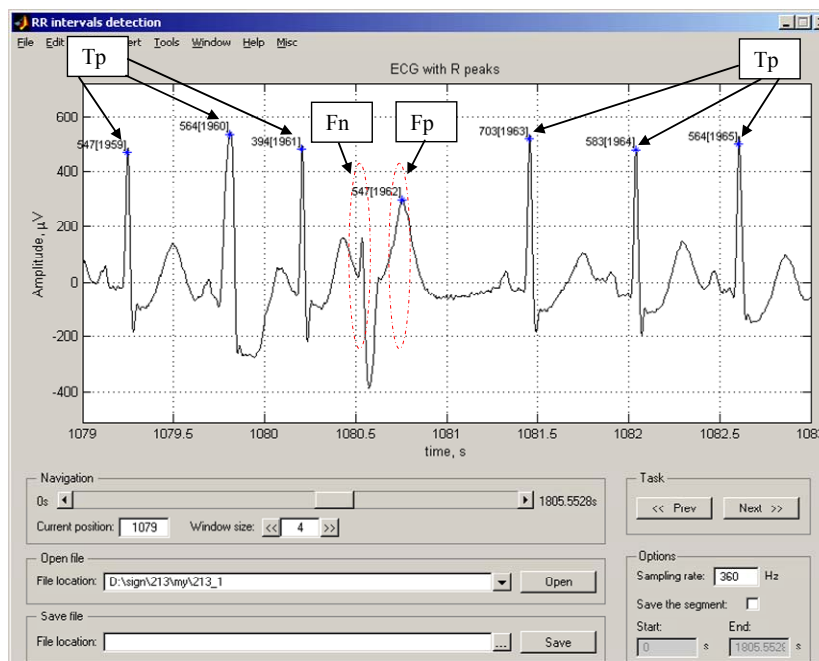 RR intervals detection
File Edit ert Tools Window Help Misc
Tp
Tp
Fn
Fp
ECG with R peaks
547[1959]
564[1960]
394[1961]
547[1962]
703[1963]
583[1964]
564[1965]
Amplitude, µV
600
400
200
0
-200
-400
1079 1079.5 1080 1080.5 1081 1081.5 1082 1082.5 1083
time, s
Navigation
0s 1805.5528s
Current position: 1079 Window size: << 4 >>
Task
<< Prev Next >>
Open file
File location: D:\sign\213\my\213_1 Open
Save file
File location: ... Save
Options
Sampling rate: 360 Hz
Save the segment:
Start: End:
0 s 1805.5528 s